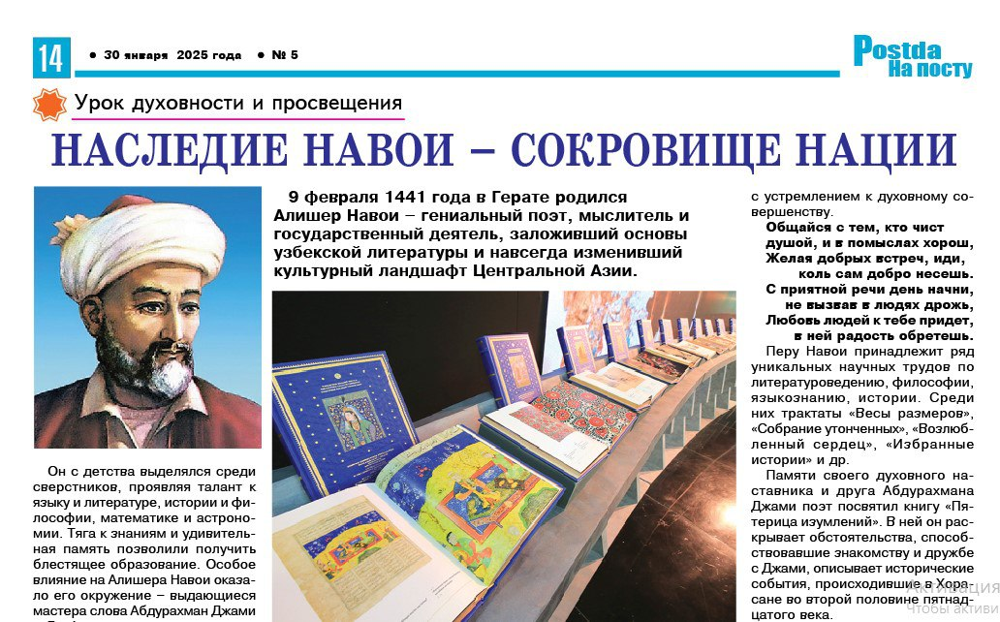 14
• 30 января 2025 года • № 5
Postda
На посту
Урок духовности и просвещения
НАСЛЕДИЕ НАВОИ – СОКРОВИЩЕ НАЦИИ
9 февраля 1441 года в Герате родился
Алишер Навои – гениальный поэт, мыслитель и
государственный деятель, заложивший основы
узбекской литературы и навсегда изменивший
культурный ландшафт Центральной Азии.
Он с детства выделялся среди
сверстников, проявляя талант к
языку и литературе, истории и фи-
лософии, математике и астроно-
мии. Тяга к знаниям и удивитель-
ная память позволили получить
блестящее образование. Особое
влияние на Алишера Навои оказа-
ло его окружение – выдающиеся
мастера слова Абдурахман Джами
с устремлением к духовному со-
вершенству.
Общайся с тем, кто чист
душой, и в помыслах хорош,
Желая добрых встреч, иди,
коль сам добро несешь.
С приятной речи день начни,
не вызвав в людях дрожь,
Любовь людей к тебе придет,
в ней радость обретешь.
Перу Навои принадлежит ряд
уникальных научных трудов по
литературоведению, философии,
языкознанию, истории. Среди
них трактаты «Весы размеров»,
«Собрание утонченных», «Возлюб-
ленный сердец», «Избранные
истории» и др.
Памяти своего духовного на-
ставника и друга Абдурахмана
Джами поэт посвятил книгу «Пя-
терица изумлений». В ней он рас-
крывает обстоятельства, способ-
ствовавшие знакомству и дружбе
с Джами, описывает исторические
события, происходившие в Хора-
сане во второй половине пятнад-
цатого века.
Активация
Чтобы активи